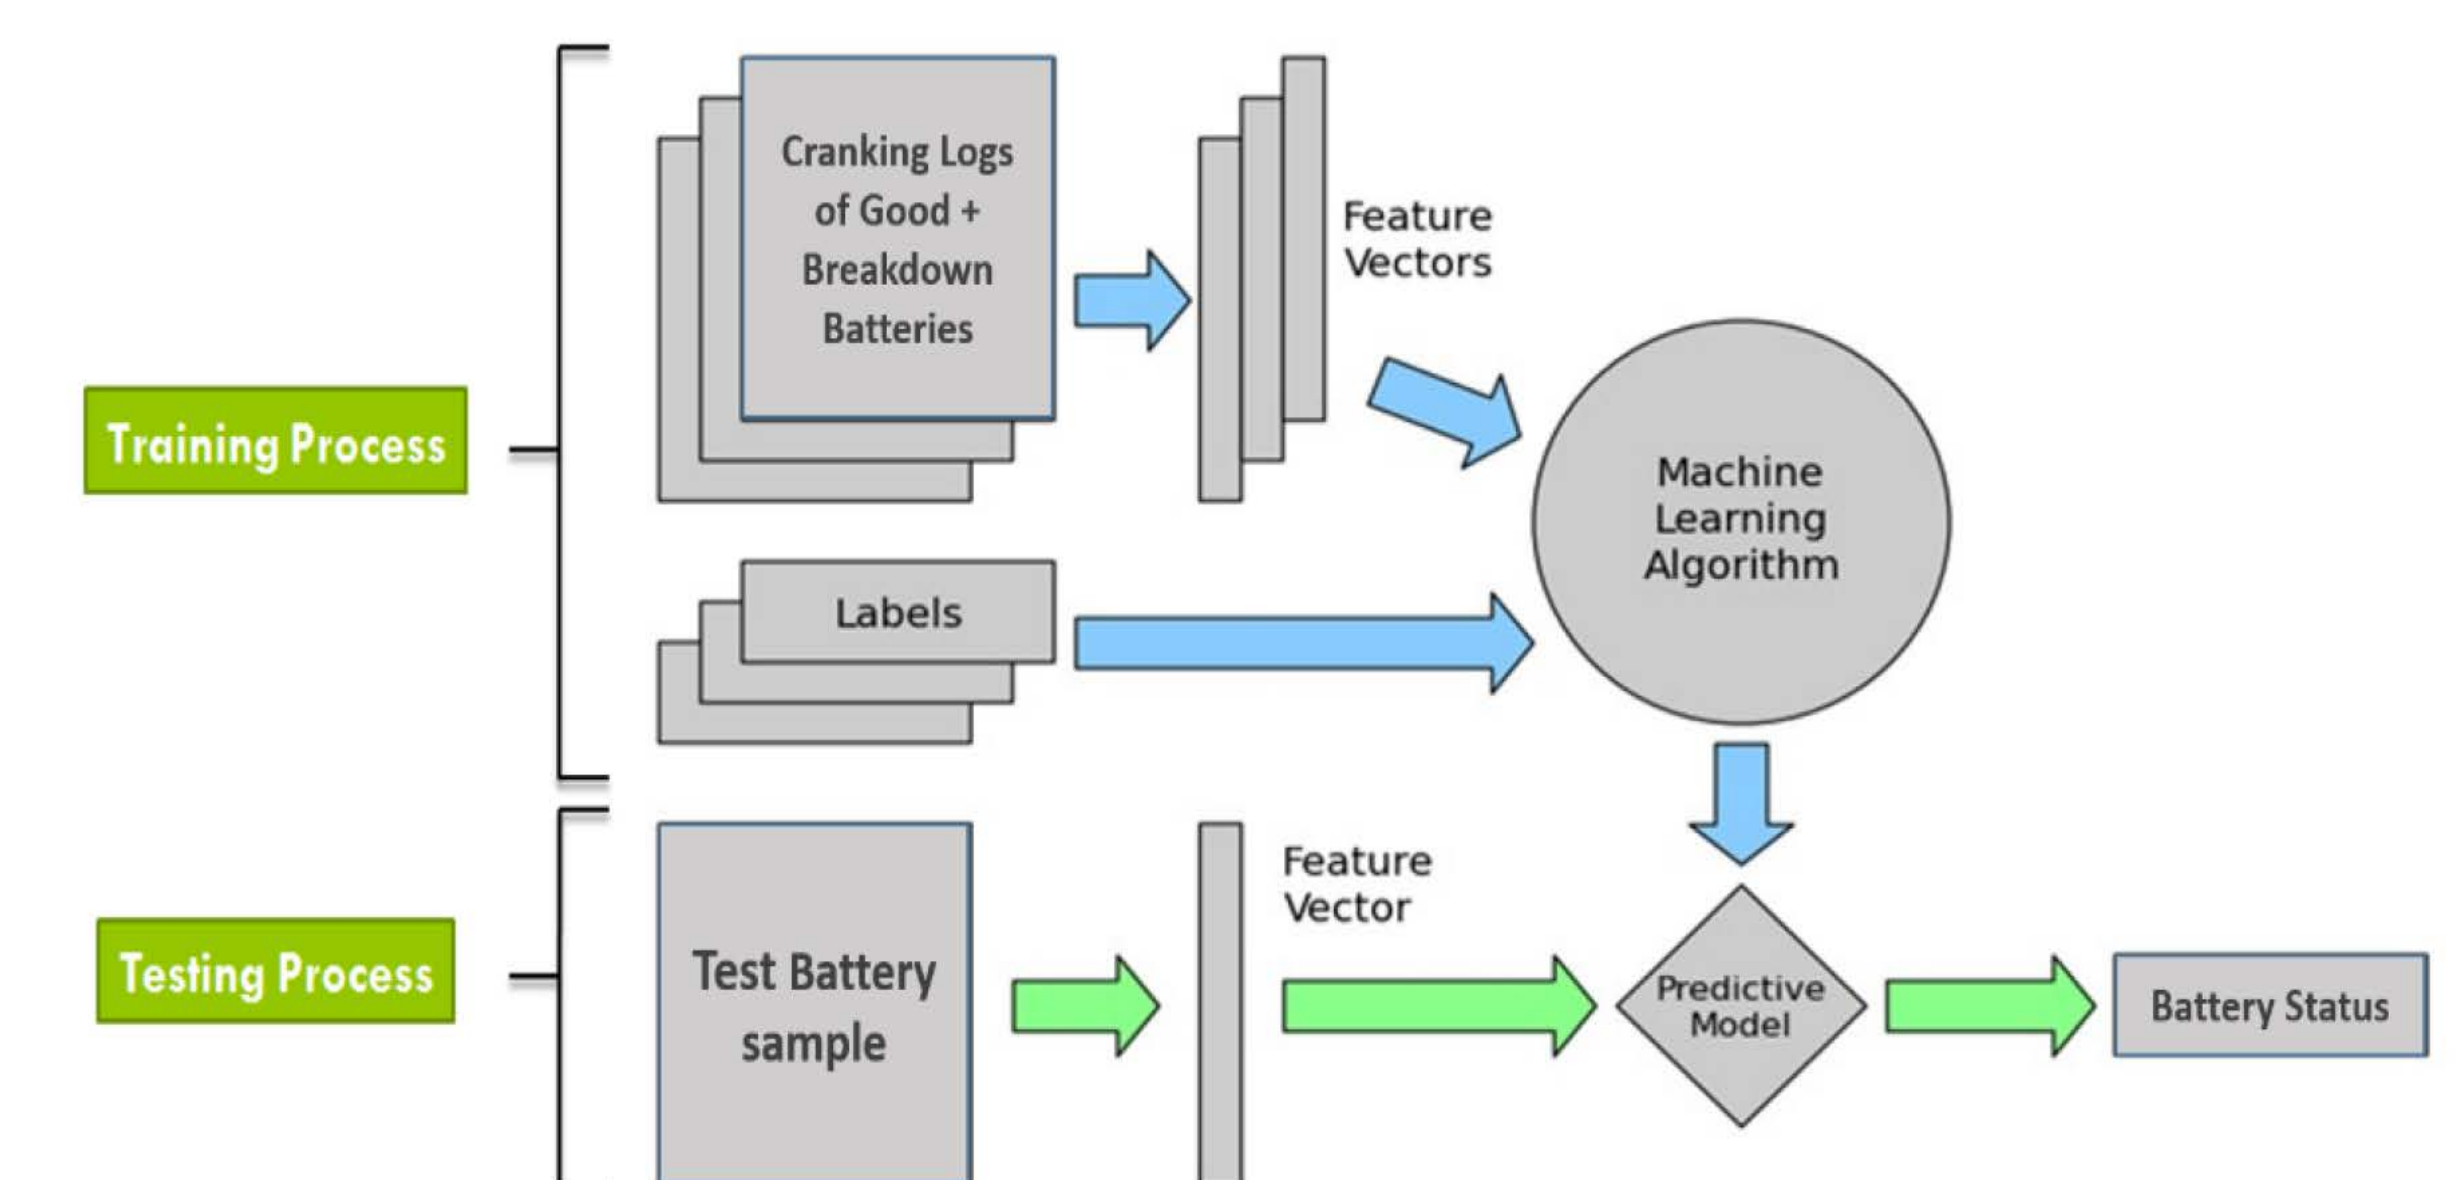 Cranking Logs
of Good +
Breakdown
Batteries
Feature
Vectors
Training Process
Machine
Learning
Algorithm
Labels
Feature
Vector
Testing Process
Test Battery
sample
Predictive
Model
Battery Status